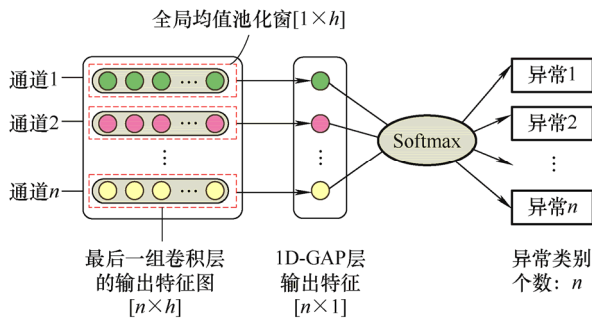 全局均值池化窗[1×h]
通道1
通道2
通道n
···
···
···
⋮
⋮
Softmax
异常1
异常2
⋮
异常n
最后一组卷积层
的输出特征图
[n×h]
1D-GAP层
输出特征
[n×1]
异常类别
个数：n